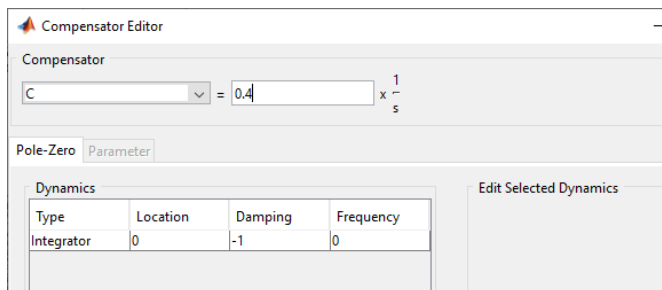 Compensator Editor
Compensator
C = 0.4 x 1
s
Pole-Zero Parameter
Dynamics
Type Location Damping Frequency
Integrator 0 -1 0
Edit Selected Dynamics